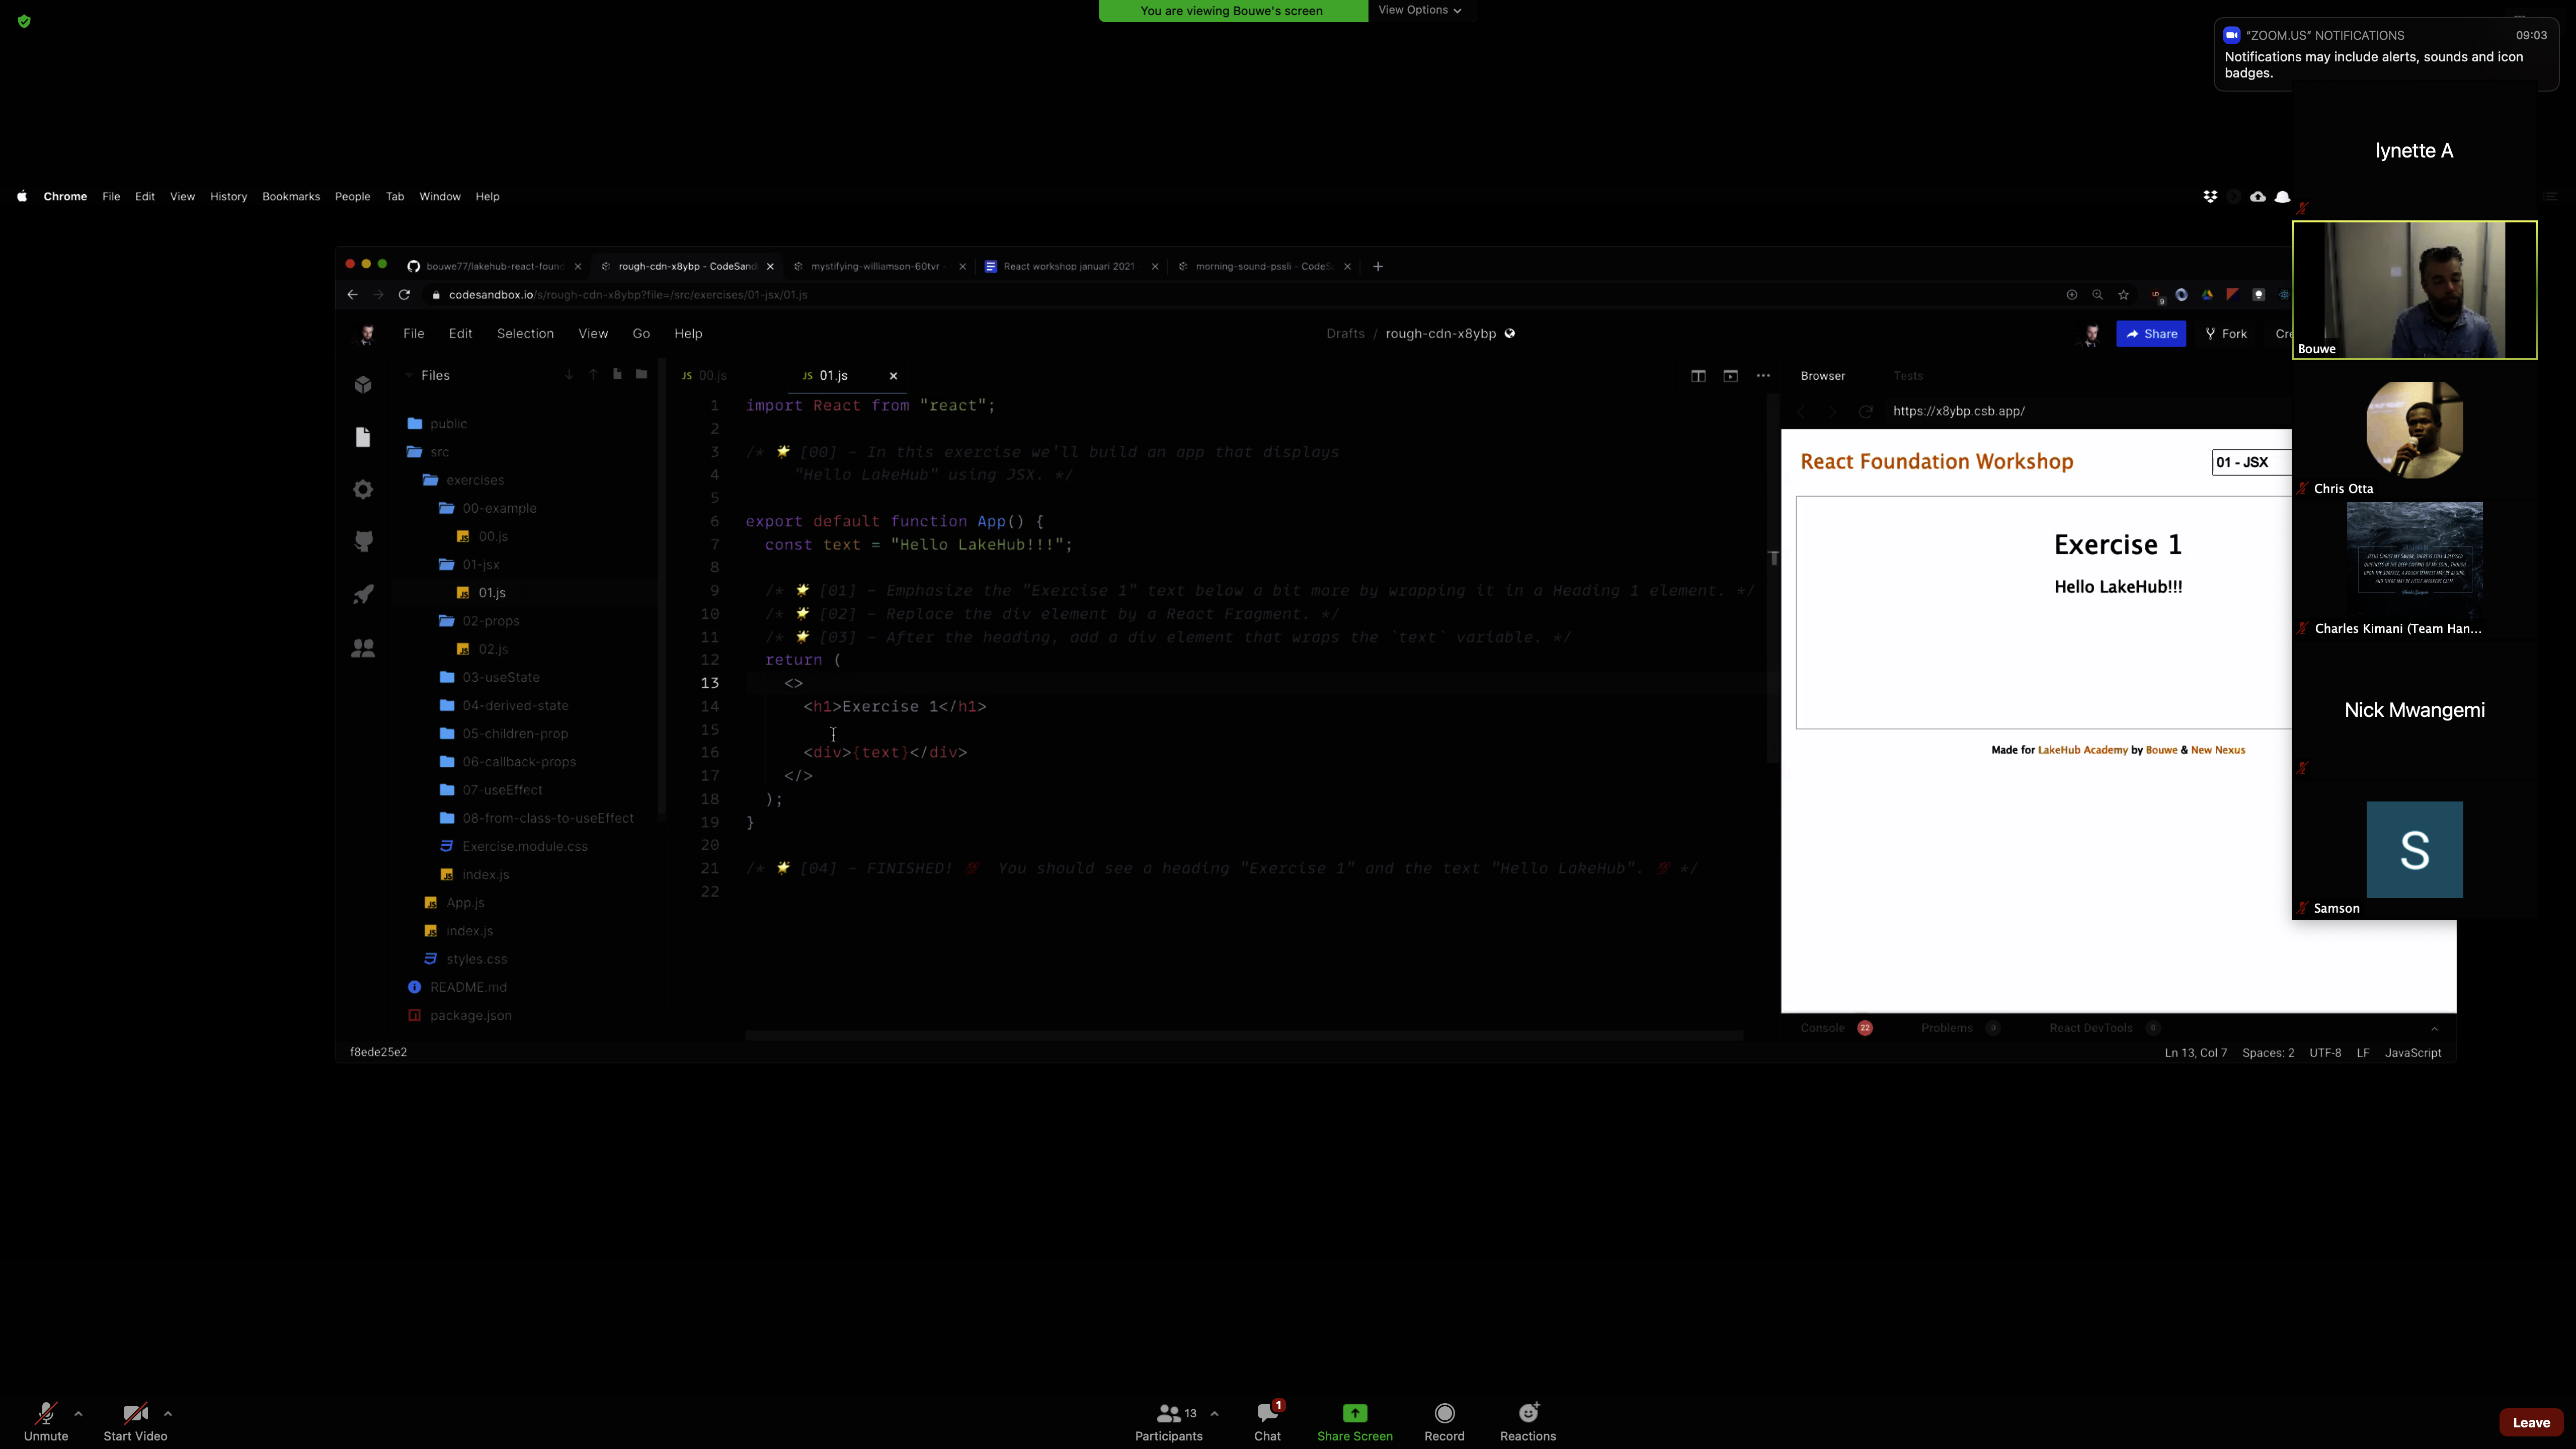 You are viewing Bouwe's screen
View Options
"ZOOM.US" NOTIFICATIONS 09:03
Notifications may include alerts, sounds and icon
badges.
lynette A
Chrome File Edit View History Bookmarks People Tab Window Help
bouwe77/lakehub-react-found
rough-cdn-x8ybp - CodeSand
mystifying-williamson-60tvr -
React workshop januari 2021 -
morning-sound-pssli - CodeS
codesandbox.io/s/rough-cdn-x8ybp?file=/src/exercises/01-jsx/01.js
9
Bouwe
File Edit Selection View Go Help
Drafts / rough-cdn-x8ybp
Share
Fork
Cre
Files
public
src
exercises
00-example
00.js
01-jsx
01.js
02-props
02.js
03-useState
04-derived-state
05-children-prop
06-callback-props
07-useEffect
08-from-class-to-useEffect
Exercise.module.css
index.js
App.js
index.js
styles.css
README.md
package.json
f8ede25e2
JS 00.js
JS 01.js
1 import React from "react";
2
3 /* 🌟 [00] – In this exercise we'll build an app that displays
4 "Hello LakeHub" using JSX. */
5
6 export default function App() {
7 const text = "Hello LakeHub!!!";
8
9 /* 🌟 [01] – Emphasize the "Exercise 1" text below a bit more by wrapping it in a Heading 1 element. */
10 /* 🌟 [02] – Replace the div element by a React Fragment. */
11 /* 🌟 [03] – After the heading, add a div element that wraps the `text` variable. */
12 return (
13 <>
14 <h1>Exercise 1</h1>
15
16 <div>{text}</div>
17 </>
18 );
19 }
20
21 /* 🌟 [04] – FINISHED! 💯 You should see a heading "Exercise 1" and the text "Hello LakeHub". 💯 */
22
Browser Tests
https://x8ybp.csb.app/
React Foundation Workshop
01 - JSX
Exercise 1
Hello LakeHub!!!
Made for LakeHub Academy by Bouwe & New Nexus
Console 22 Problems 0 React DevTools 0
Ln 13, Col 7 Spaces: 2 UTF-8 LF JavaScript
Chris Otta
Charles Kimani (Team Han...
Nick Mwangemi
S
Samson
Unmute
Start Video
13
Participants
1
Chat
Share Screen
Record
Reactions
Leave